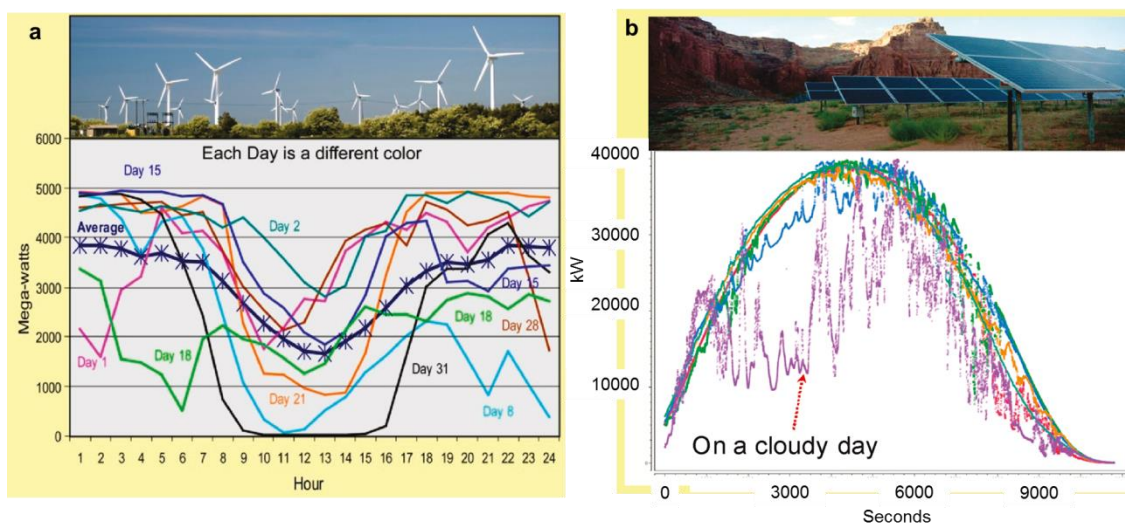 a
6000
5000
4000
3000
2000
1000
0
Mega-watts
Each Day is a different color
Day 15
Average
Day 2
Day 1
Day 18
Day 21
Day 31
Day 15
Day 18
Day 28
Day 8
1 2 3 4 5 6 7 8 9 10 11 12 13 14 15 16 17 18 19 20 21 22 23 24
Hour
b
40000
30000
20000
10000
kW
On a cloudy day
0 3000 6000 9000
Seconds